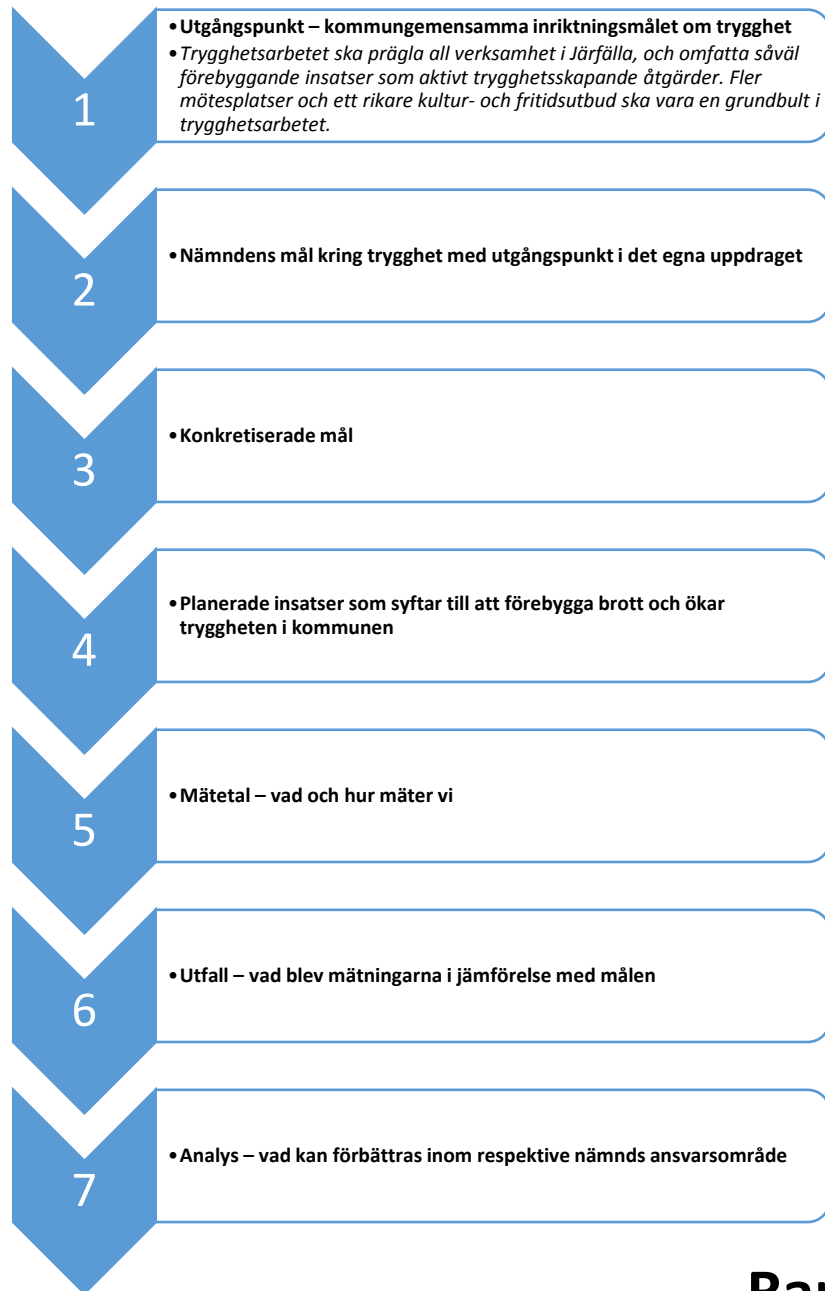 1
•Utgångspunkt – kommungemensamma inriktningsmålet om trygghet
•Trygghetsarbetet ska prägla all verksamhet i Järfälla, och omfatta såväl
förebyggande insatser som aktivt trygghetsskapande åtgärder. Fler
mötesplatser och ett rikare kultur- och fritidsutbud ska vara en grundbult i
trygghetsarbetet.
2
•Nämndens mål kring trygghet med utgångspunkt i det egna uppdraget
3
•Konkretiserade mål
4
•Planerade insatser som syftar till att förebygga brott och ökar
tryggheten i kommunen
5
•Mätetal – vad och hur mäter vi
6
•Utfall – vad blev mätningarna i jämförelse med målen
7
•Analys – vad kan förbättras inom respektive nämnds ansvarsområde